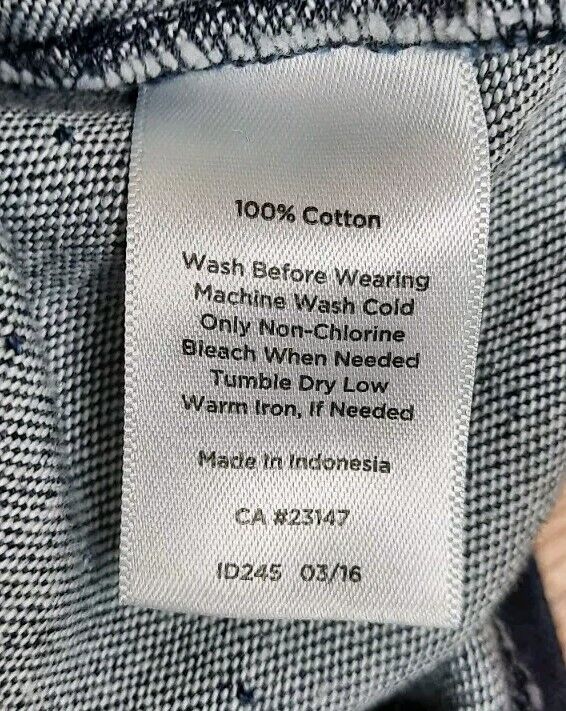 100% Cotton
Wash Before Wearing
Machine Wash Cold
Only Non-Chlorine
Bleach When Needed
Tumble Dry Low
Warm Iron, If Needed
Made In Indonesia
CA #23147
ID245 03/16